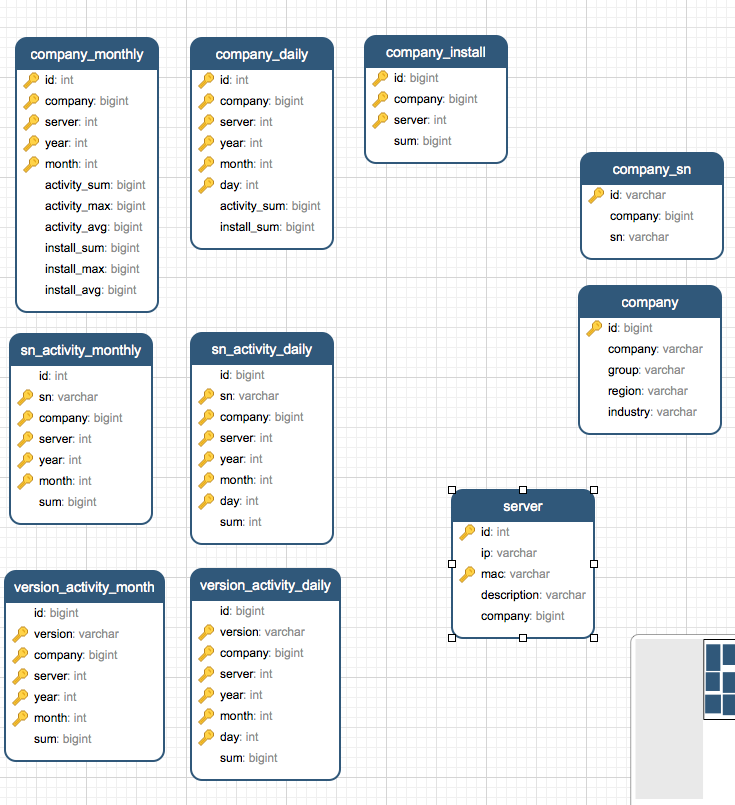 company_monthly
id: int
company: bigint
server: int
year: int
month: int
activity_sum: bigint
activity_max: bigint
activity_avg: bigint
install_sum: bigint
install_max: bigint
install_avg: bigint
company_daily
id: int
company: bigint
server: int
year: int
month: int
day: int
activity_sum: bigint
install_sum: bigint
company_install
id: bigint
company: bigint
server: int
sum: bigint
company_sn
id: varchar
company: bigint
sn: varchar
company
id: bigint
company: varchar
group: varchar
region: varchar
industry: varchar
sn_activity_monthly
id: int
sn: varchar
company: bigint
server: int
year: int
month: int
sum: bigint
sn_activity_daily
id: bigint
sn: varchar
company: bigint
server: int
year: int
month: int
day: int
sum: int
server
id: int
ip: varchar
mac: varchar
description: varchar
company: bigint
version_activity_month
id: bigint
version: varchar
company: bigint
server: int
year: int
month: int
sum: bigint
version_activity_daily
id: bigint
version: varchar
company: bigint
server: int
year: int
month: int
day: int
sum: bigint